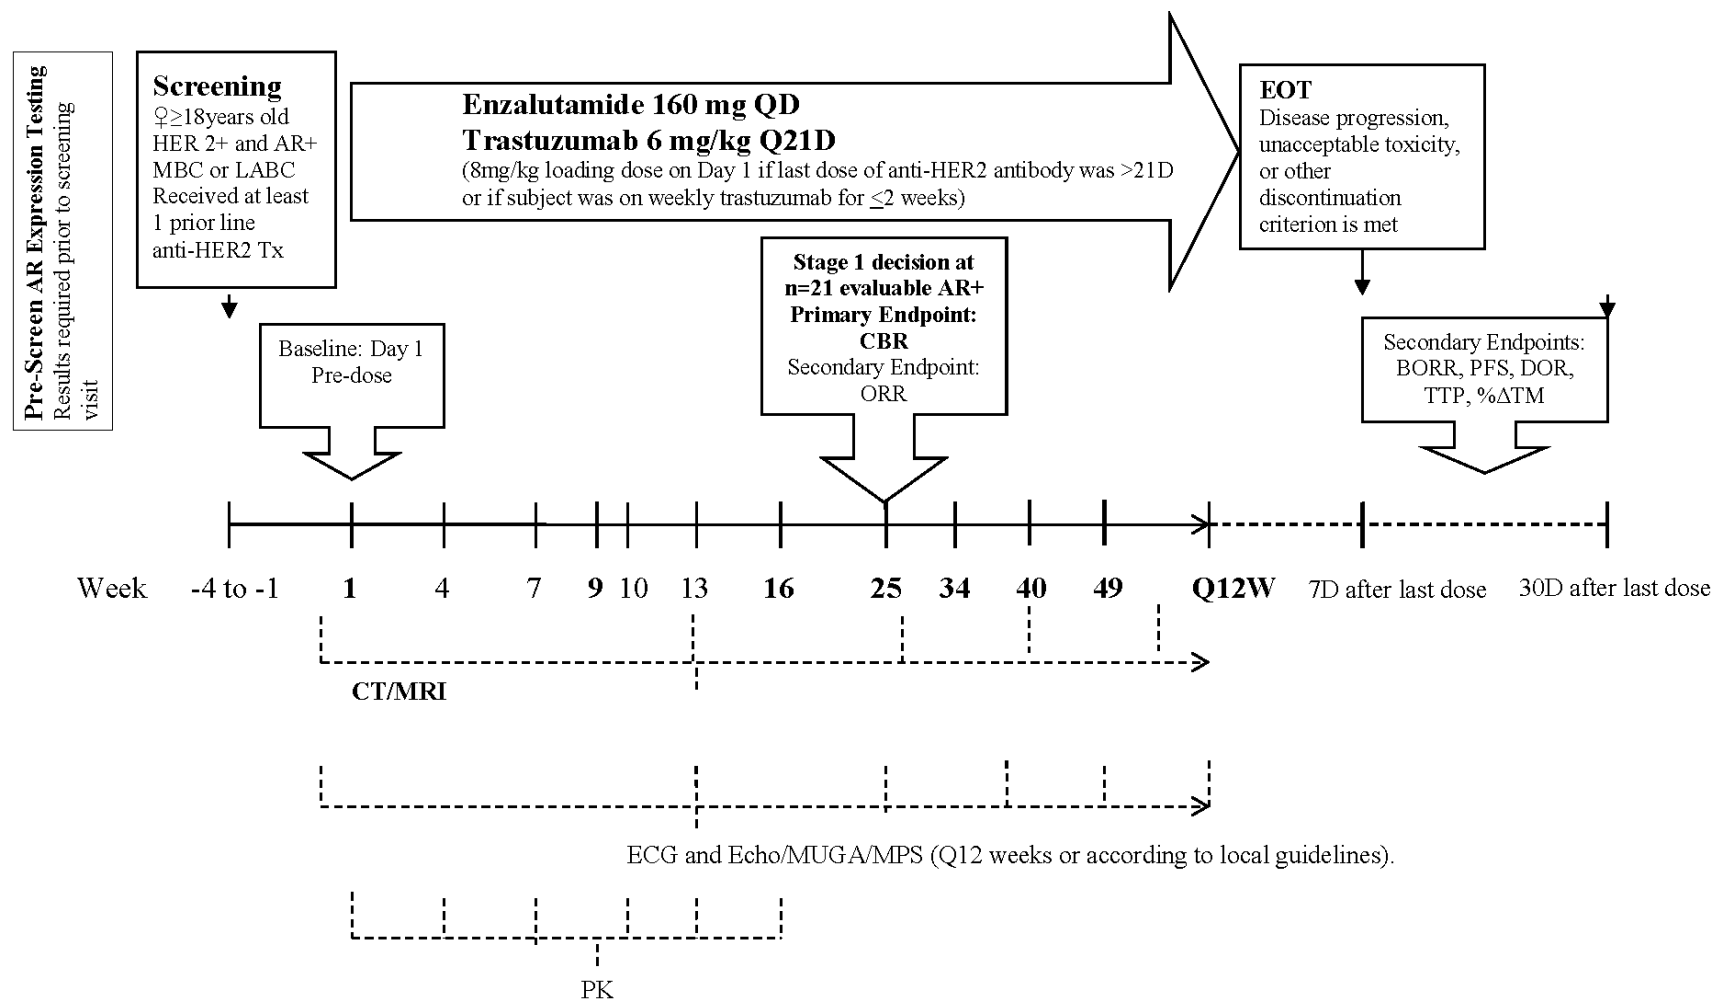 Pre-Screen AR Expression Testing
Results required prior to screening
visit
Screening
♀≥18years old
HER 2+ and AR+
MBC or LABC
Received at least
1 prior line
anti-HER2 Tx
Enzalutamide 160 mg QD
Trastuzumab 6 mg/kg Q21D
(8mg/kg loading dose on Day 1 if last dose of anti-HER2 antibody was >21D
or if subject was on weekly trastuzumab for ≤2 weeks)
EOT
Disease progression,
unacceptable toxicity,
or other
discontinuation
criterion is met
Baseline: Day 1
Pre-dose
Stage 1 decision at
n=21 evaluable AR+
Primary Endpoint:
CBR
Secondary Endpoint:
ORR
Secondary Endpoints:
BORR, PFS, DOR,
TTP, %ΔTM
Week -4 to -1 1 4 7 9 10 13 16 25 34 40 49 Q12W 7D after last dose 30D after last dose
CT/MRI
ECG and Echo/MUGA/MPS (Q12 weeks or according to local guidelines).
PK